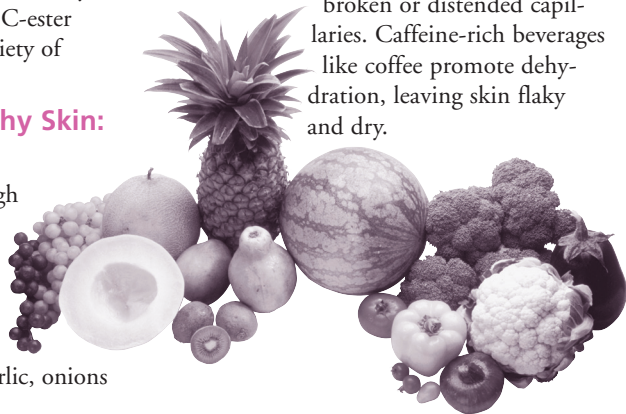 C-ester
iety of
hy Skin:
gh
rlic, onions
broken or distended capil-
laries. Caffeine-rich beverages
like coffee promote dehy-
dration, leaving skin flaky
and dry.